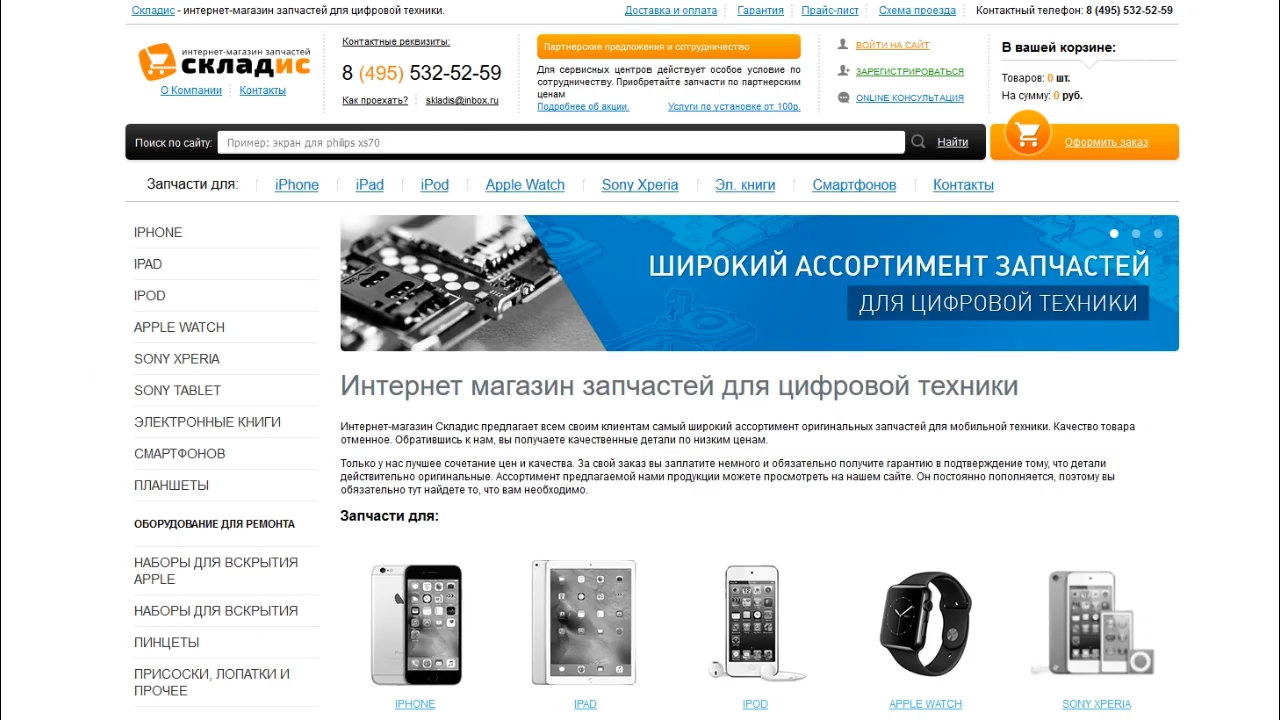 Складис - интернет-магазин запчастей для цифровой техники.
Доставка и оплата
Гарантия
Прайс-лист
Схема проезда
Контактный телефон: 8 (495) 532-52-59
интернет-магазин запчастей
складис
О Компании
Контакты
Контактные реквизиты:
8 (495) 532-52-59
Как проехать?
skladis@inbox.ru
Партнерские предложения и сотрудничество
Для сервисных центров действует особое условие по
сотрудничеству. Приобретайте запчасти по партнерским
ценам
Подробнее об акции.
Услуги по установке от 100р.
ВОЙТИ НА САЙТ
ЗАРЕГИСТРИРОВАТЬСЯ
ONLINE КОНСУЛЬТАЦИЯ
В вашей корзине:
Товаров: 0 шт.
На сумму: 0 руб.
Поиск по сайту:
Пример: экран для philips xs70
Найти
Оформить заказ
Запчасти для:
iPhone
iPad
iPod
Apple Watch
Sony Xperia
Эл. книги
Смартфонов
Контакты
IPHONE
IPAD
IPOD
APPLE WATCH
SONY XPERIA
SONY TABLET
ЭЛЕКТРОННЫЕ КНИГИ
СМАРТФОНОВ
ПЛАНШЕТЫ
ОБОРУДОВАНИЕ ДЛЯ РЕМОНТА
НАБОРЫ ДЛЯ ВСКРЫТИЯ
APPLE
НАБОРЫ ДЛЯ ВСКРЫТИЯ
ПИНЦЕТЫ
ПРИСОСКИ, ЛОПАТКИ И
ПРОЧЕЕ
ШИРОКИЙ АССОРТИМЕНТ ЗАПЧАСТЕЙ
ДЛЯ ЦИФРОВОЙ ТЕХНИКИ
Интернет магазин запчастей для цифровой техники
Интернет-магазин Складис предлагает всем своим клиентам самый широкий ассортимент оригинальных запчастей для мобильной техники. Качество товара
отменное. Обратившись к нам, вы получаете качественные детали по низким ценам.
Только у нас лучшее сочетание цен и качества. За свой заказ вы заплатите немного и обязательно получите гарантию в подтверждение тому, что детали
действительно оригинальные. Ассортимент предлагаемой нами продукции можете просмотреть на нашем сайте. Он постоянно пополняется, поэтому вы
обязательно тут найдете то, что вам необходимо.
Запчасти для:
IPHONE
IPAD
IPOD
APPLE WATCH
SONY XPERIA